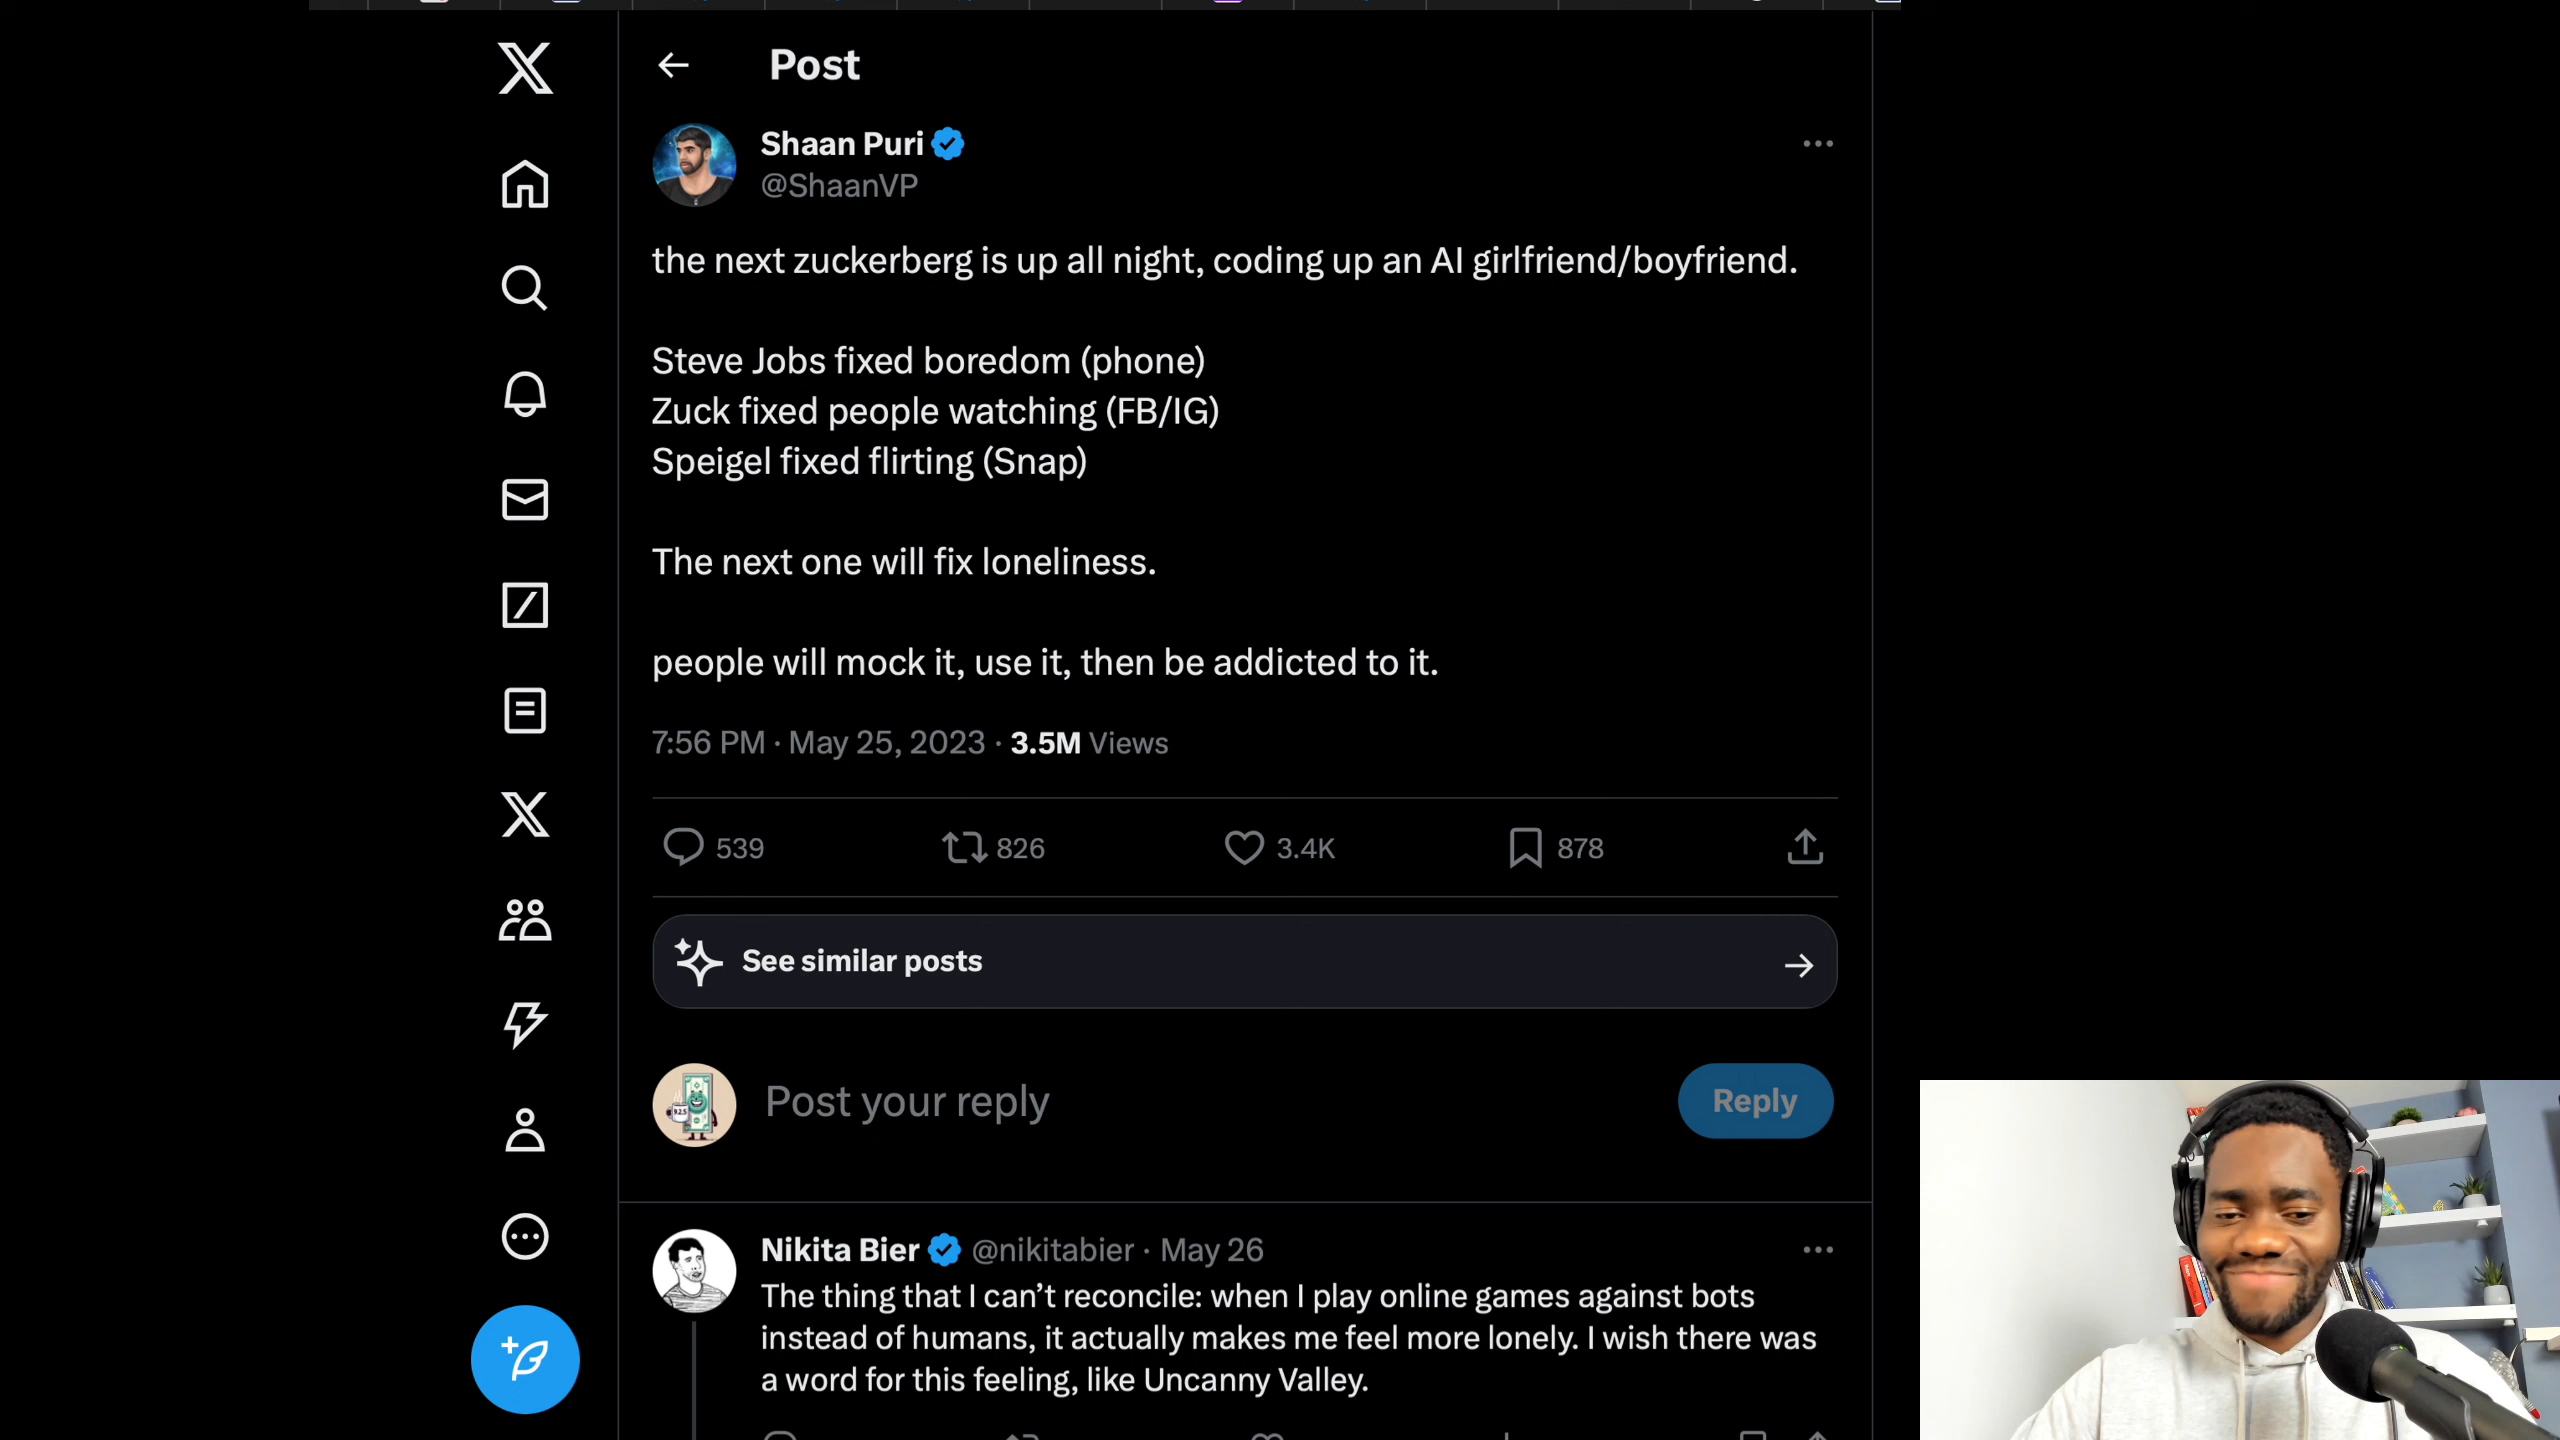 Post
Shaan Puri
@ShaanVP
the next zuckerberg is up all night, coding up an AI girlfriend/boyfriend.
Steve Jobs fixed boredom (phone)
Zuck fixed people watching (FB/IG)
Speigel fixed flirting (Snap)
The next one will fix loneliness.
people will mock it, use it, then be addicted to it.
7:56 PM · May 25, 2023 · 3.5M Views
539 826 3.4K 878
See similar posts
Post your reply
Reply
Nikita Bier @nikitabier · May 26
The thing that I can’t reconcile: when I play online games against bots
instead of humans, it actually makes me feel more lonely. I wish there was
a word for this feeling, like Uncanny Valley.